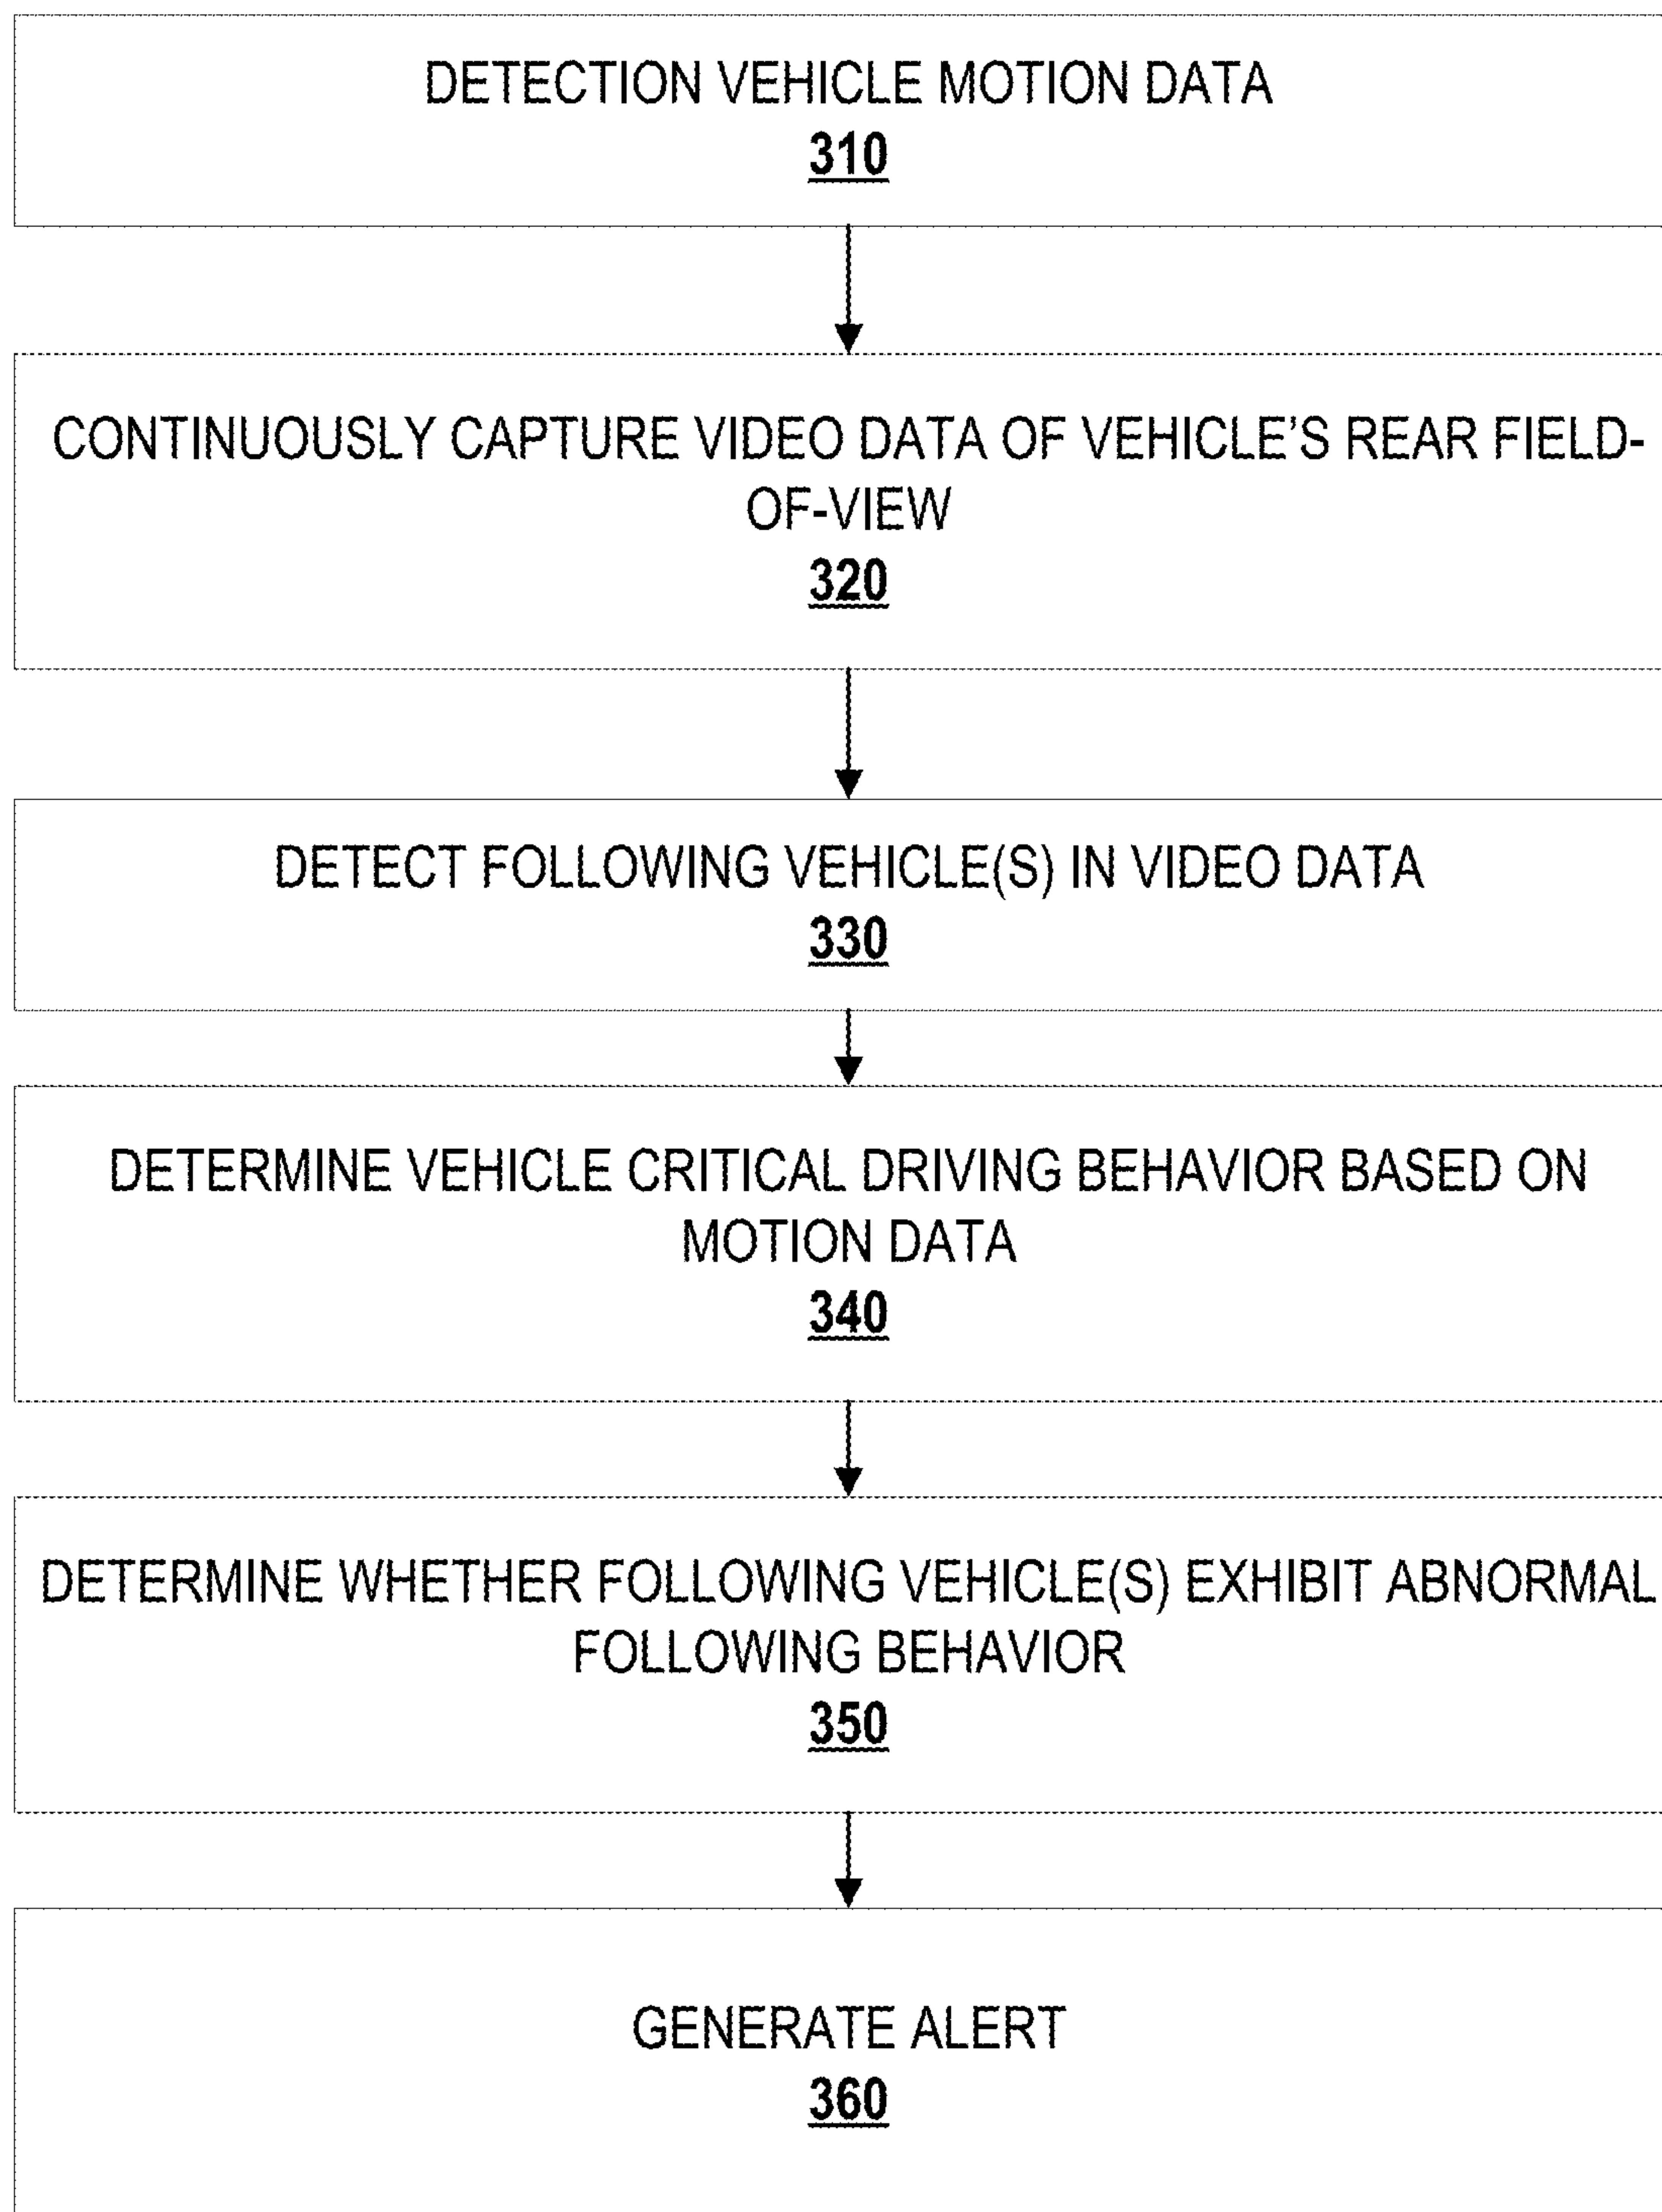 DETECTION VEHICLE MOTION DATA
310
CONTINUOUSLY CAPTURE VIDEO DATA OF VEHICLE'S REAR FIELD-
OF-VIEW
320
DETECT FOLLOWING VEHICLE(S) IN VIDEO DATA
330
DETERMINE VEHICLE CRITICAL DRIVING BEHAVIOR BASED ON
MOTION DATA
340
DETERMINE WHETHER FOLLOWING VEHICLE(S) EXHIBIT ABNORMAL
FOLLOWING BEHAVIOR
350
GENERATE ALERT
360